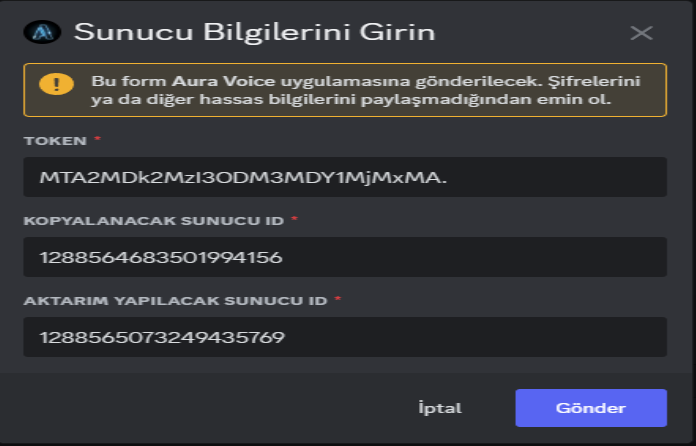 Sunucu Bilgilerini Girin
Bu form Aura Voice uygulamasına gönderilecek. Şifrelerini
ya da diğer hassas bilgilerini paylaşmadığından emin ol.
TOKEN *
MTA2MDk2MzI3ODM3MDY1MjMxMA.
KOPYALANACAK SUNUCU ID *
1288564683501994156
AKTARIM YAPILACAK SUNUCU ID *
1288565073249435769
İptal
Gönder